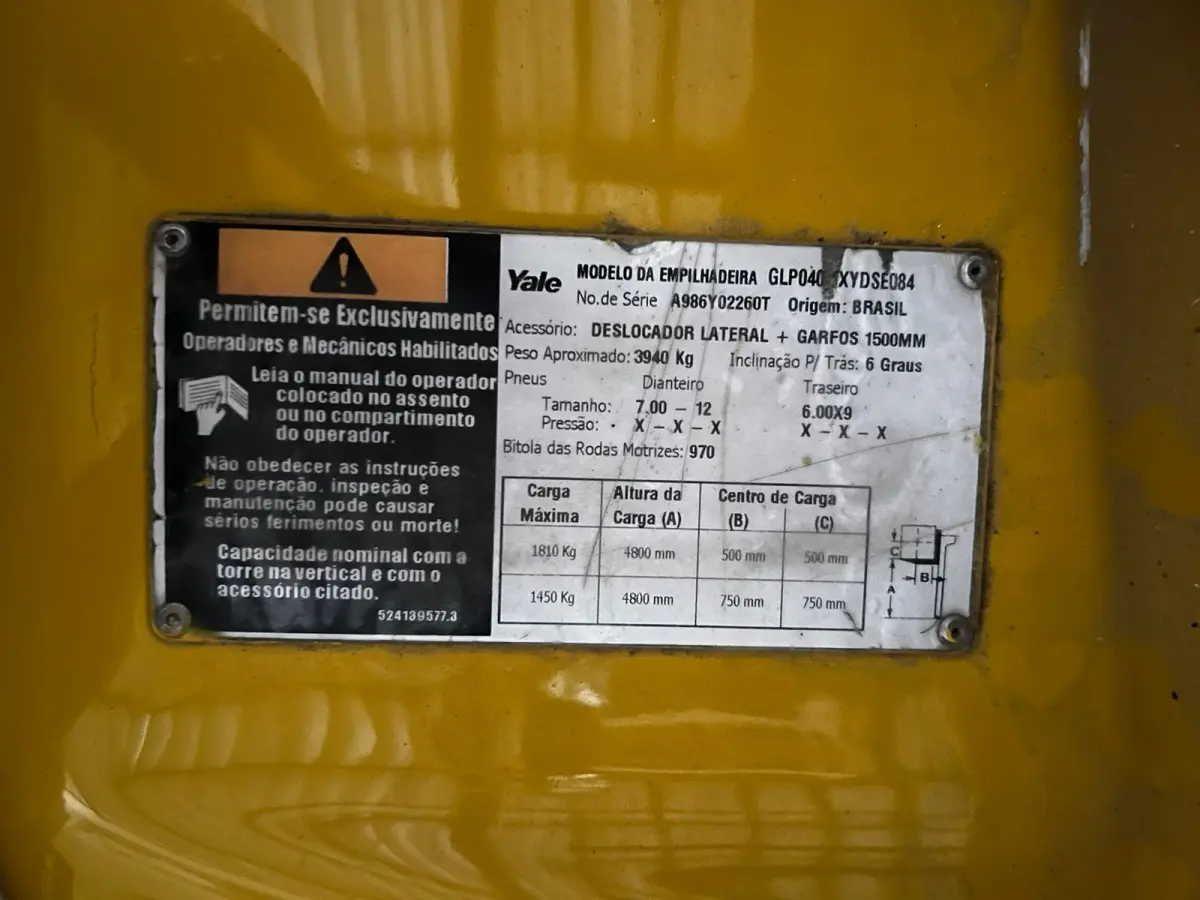 Permitem-se Exclusivamente
Operadores e Mecânicos Habilitados
Leia o manual do operador
colocado no assento
ou no compartimento
do operador.
Não obedecer as instruções
de operacão. inspeção e
manutenção pode causar
sérios ferimentos ou morte!
Capacidade nominal com a
torre na vertical e com o
acessório citado.
524139577.3
Yale MODELO DA EMPILHADEIRA
No.de Série A986Y02260T Origem: BRASIL
Acessório: DESLOCADOR LATERAL + GARFOS 1500MM
Peso Aproximado: 3940 Kg Inclinação P/ Trás: 6 Graus
Pneus Dianteiro Traseiro
Tamanho: 7.00 – 12 6.00X9
Pressão: X – X – X X – X – X
Bitola das Rodas Motrizes: 970
Carga Máxima Altura da Carga (A) Centro de Carga (B) (C)
1810 Kg 4800 mm 500 mm 500 mm
1450 Kg 4800 mm 750 mm 750 mm
C
B
A